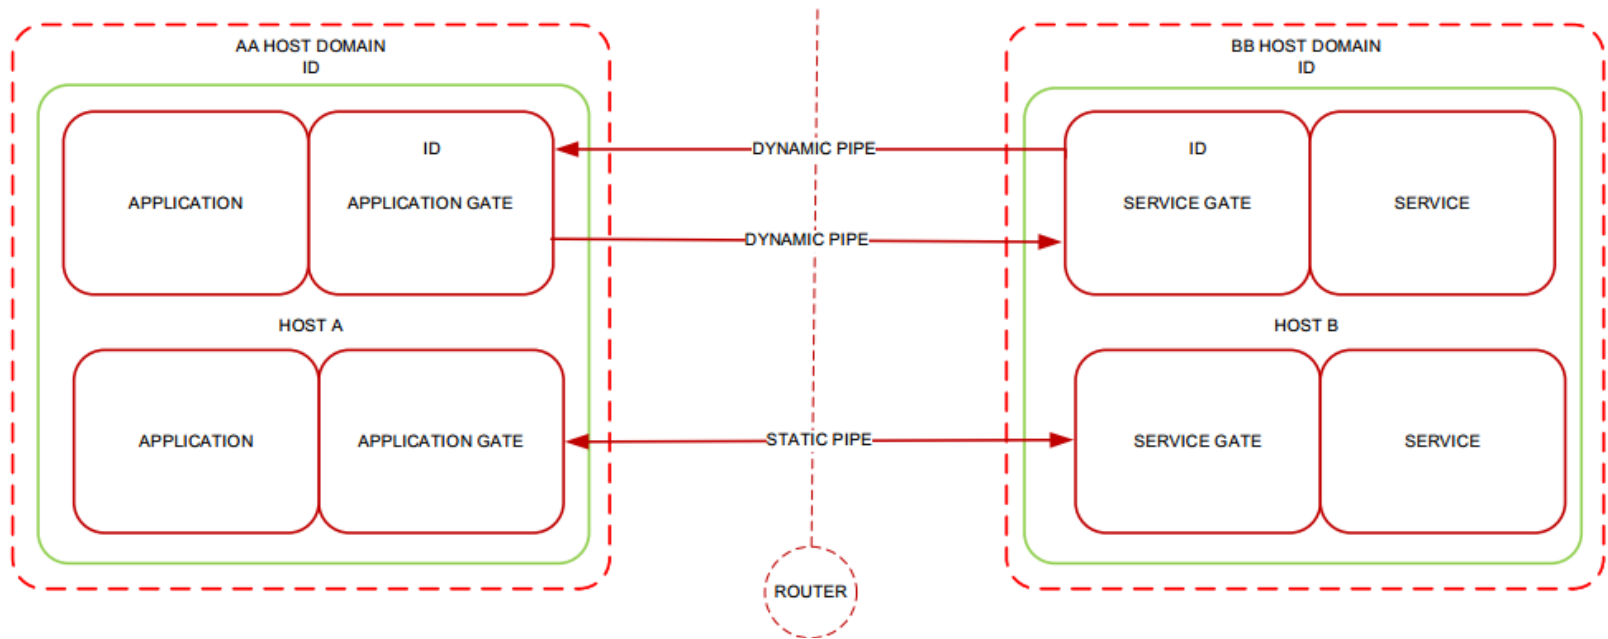 AA HOST DOMAIN
ID
BB HOST DOMAIN
ID
ID
DYNAMIC PIPE
ID
APPLICATION
APPLICATION GATE
SERVICE GATE
SERVICE
DYNAMIC PIPE
HOST A
HOST B
APPLICATION
APPLICATION GATE
STATIC PIPE
SERVICE GATE
SERVICE
ROUTER